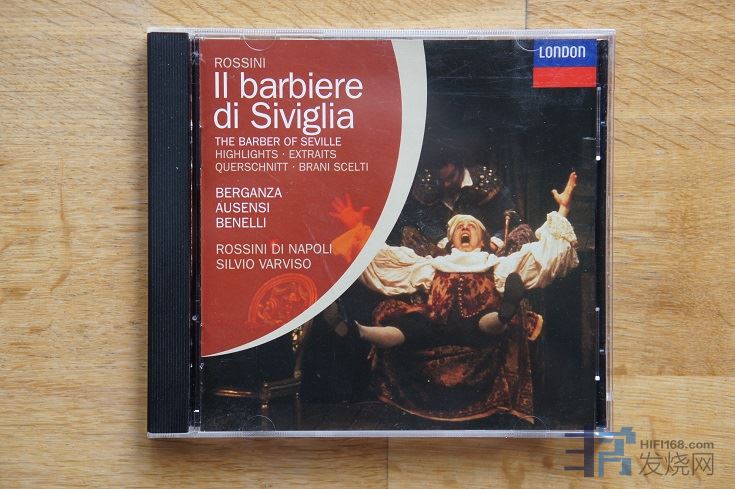 ROSSINI
Il barbiere
di Siviglia
THE BARBER OF SEVILLE
HIGHLIGHTS · EXTRAITS
QUERSCHNITT · BRANI SCELTI
BERGANZA
AUSENSI
BENELLI
ROSSINI DI NAPOLI
SILVIO VARVISO
LONDON
HIFI168.com
发烧网